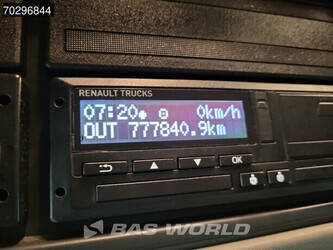 70296844
RENAULT TRUCKS
07:20 0km/h
OUT 777840.9km
OK
BAS WORLD